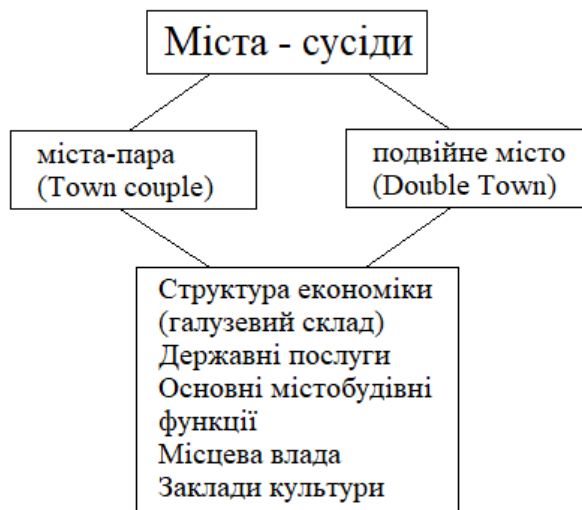 Міста - сусіди
міста-пара
(Town couple)
подвійне місто
(Double Town)
Структура економіки
(галузевий склад)
Державні послуги
Основні містобудівні
функції
Місцева влада
Заклади культури